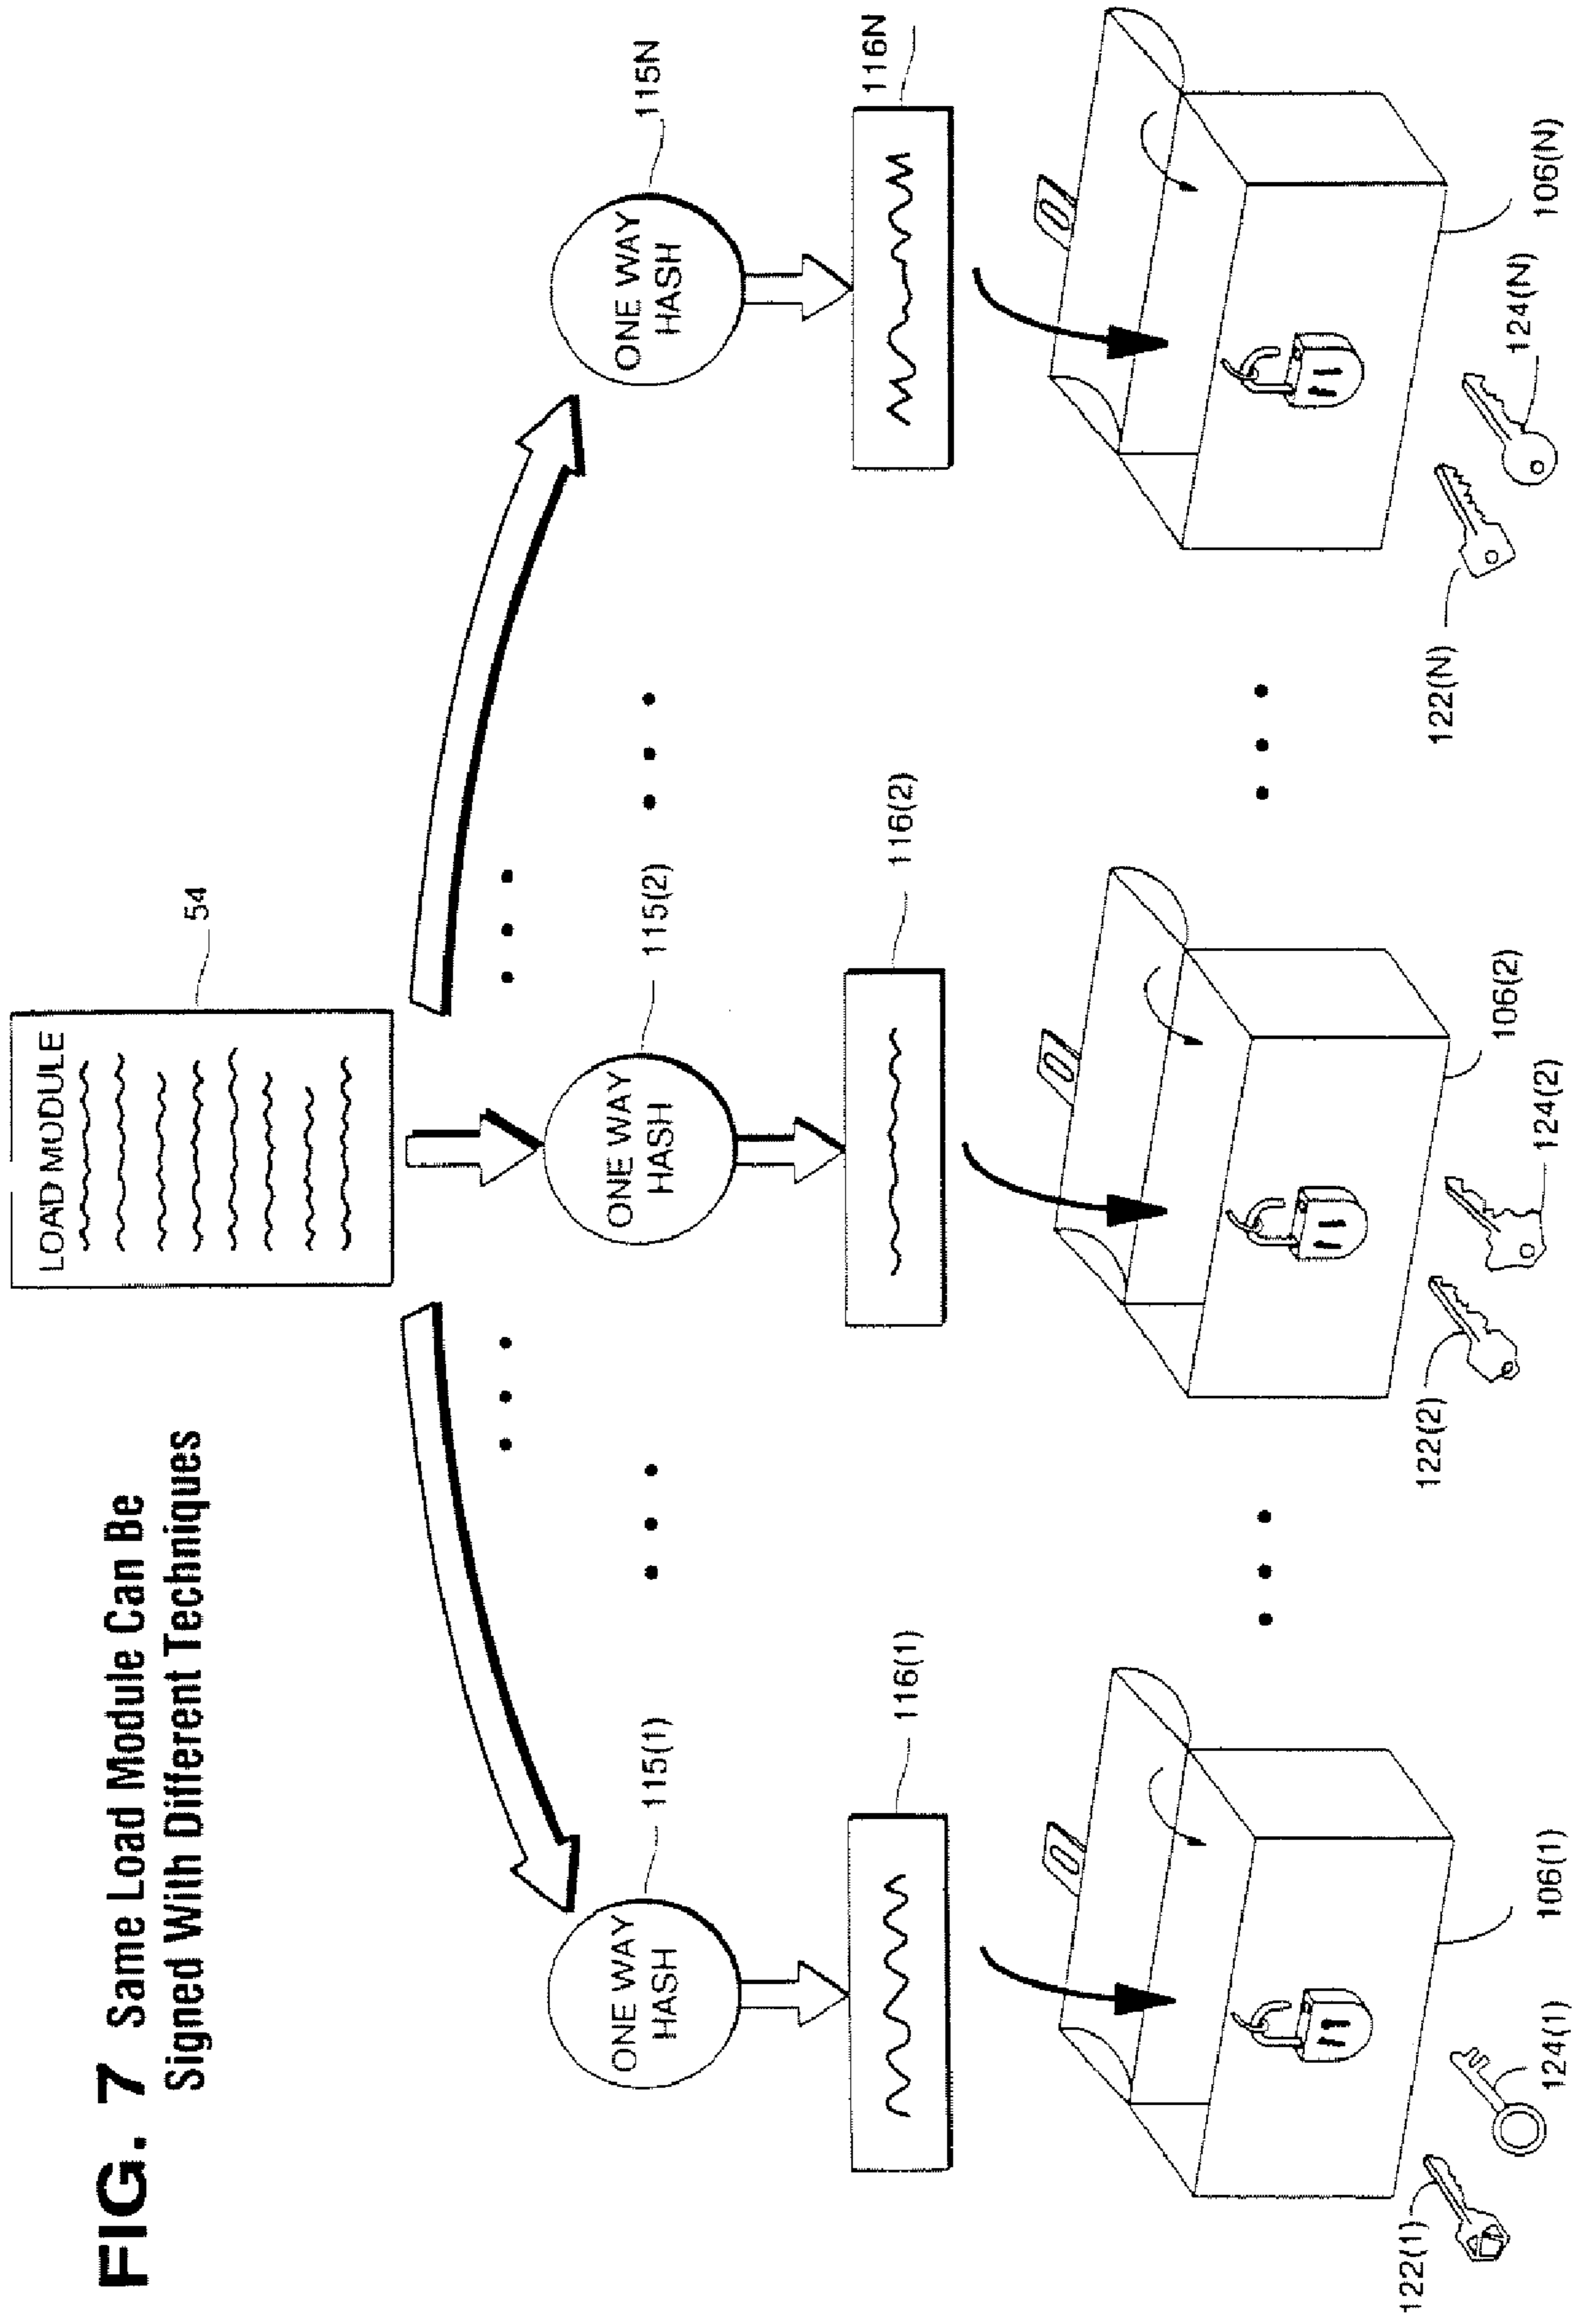 FIG. 7 Same Load Module Can Be
Signed With Different Techniques
LOAD MODULE
54
ONE WAY
HASH
115(1)
ONE WAY
HASH
115(2)
ONE WAY
HASH
115N
116(1)
116(2)
116N
106(1)
106(2)
106(N)
122(1)
124(1)
122(2)
124(2)
122(N)
124(N)